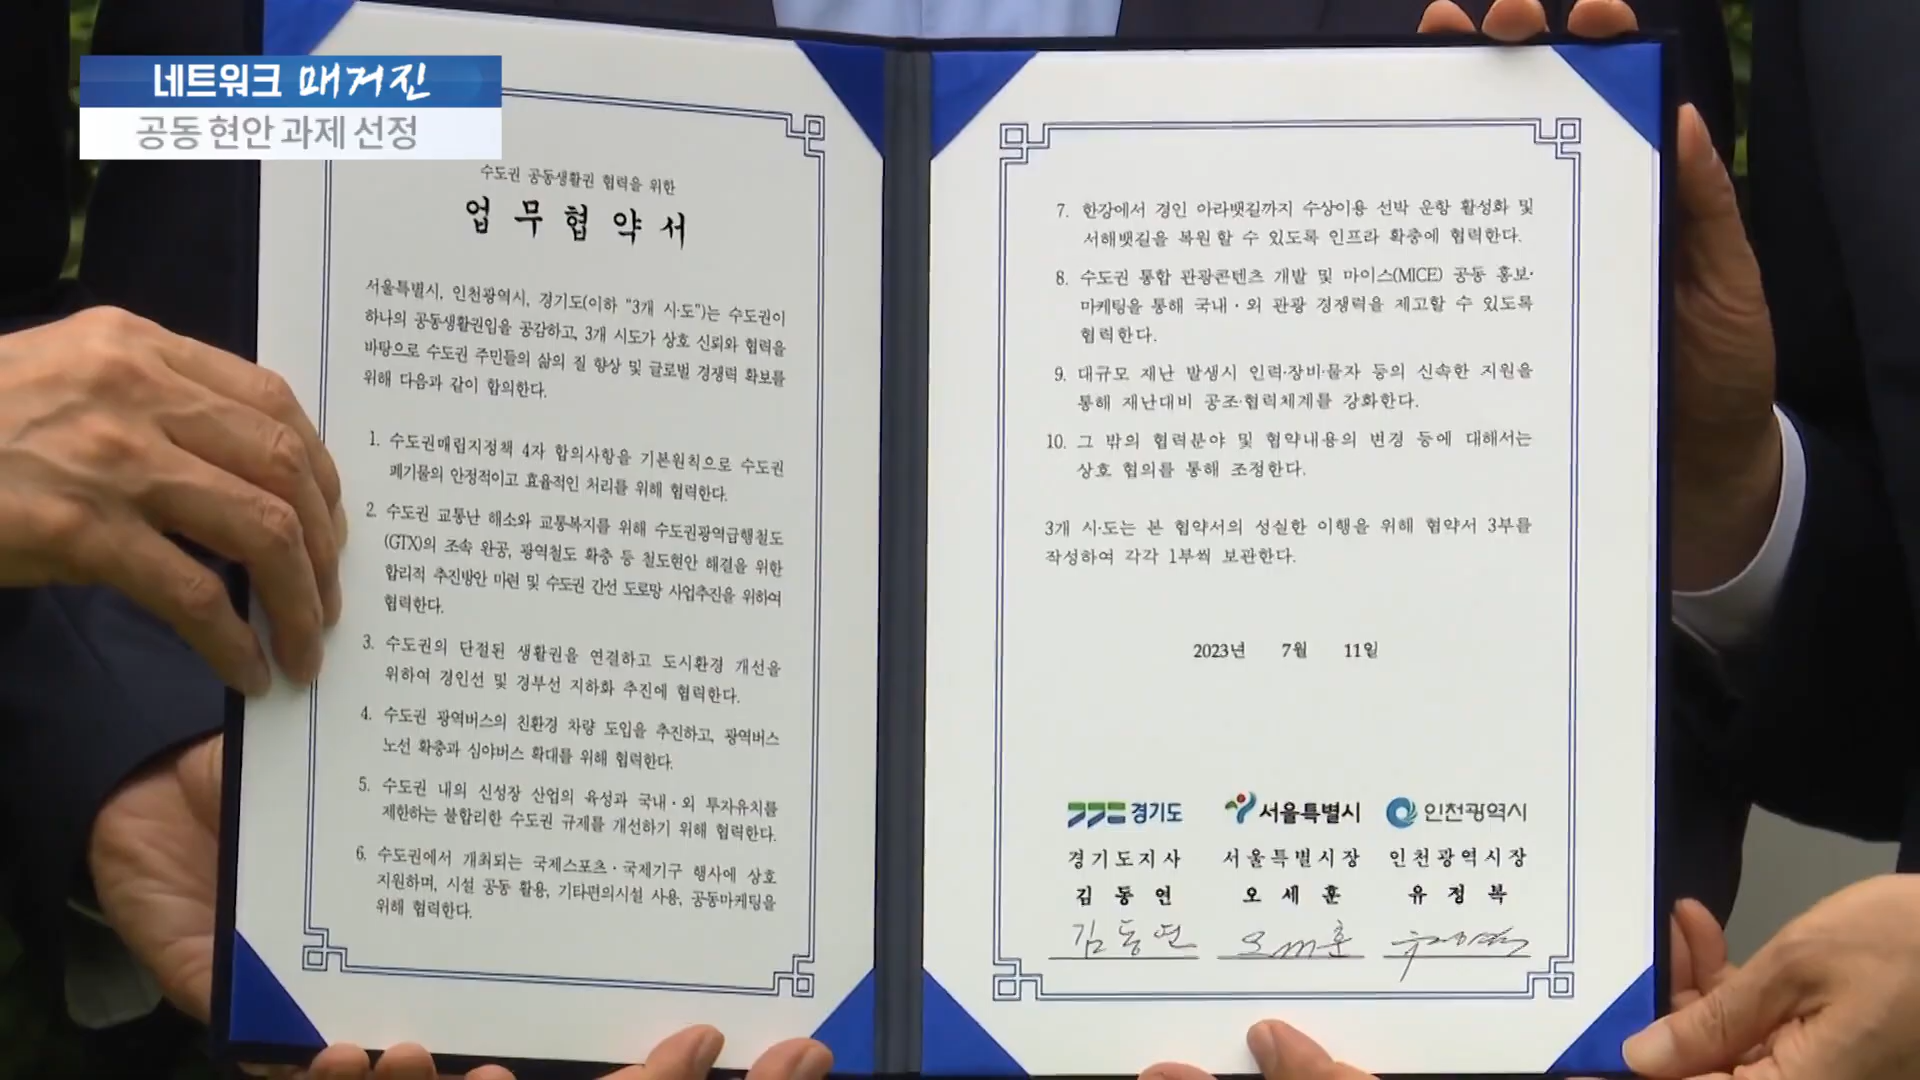 네트워크 매거진
공동 현안 과제 선정
수도권 공동생활권 협력을 위한
업무협약서
서울특별시, 인천광역시, 경기도(이하 "3개 시·도")는 수도권이
하나의 공동생활권임을 공감하고, 3개 시도가 상호 신뢰와 협력을
바탕으로 수도권 주민들의 삶의 질 향상 및 글로벌 경쟁력 확보를
위해 다음과 같이 합의한다.
1. 수도권매립지정책 4자 합의사항을 기본원칙으로 수도권
폐기물의 안정적이고 효율적인 처리를 위해 협력한다.
2. 수도권 교통난 해소와 교통복지를 위해 수도권광역급행철도
(GTX)의 조속 완공, 광역철도 확충 등 철도현안 해결을 위한
합리적 추진방안 마련 및 수도권 간선 도로망 사업추진을 위하여
협력한다.
3. 수도권의 단절된 생활권을 연결하고 도시환경 개선을
위하여 경인선 및 경부선 지하화 추진에 협력한다.
4. 수도권 광역버스의 친환경 차량 도입을 추진하고, 광역버스
노선 확충과 심야버스 확대를 위해 협력한다.
5. 수도권 내의 신성장 산업의 육성과 국내·외 투자유치를
제한하는 불합리한 수도권 규제를 개선하기 위해 협력한다.
6. 수도권에서 개최되는 국제스포츠·국제기구 행사에 상호
지원하며, 시설 공동 활용, 기타편의시설 사용, 공동마케팅을
위해 협력한다.
7. 한강에서 경인 아라뱃길까지 수상이용 선박 운항 활성화 및
서해뱃길을 복원 할 수 있도록 인프라 확충에 협력한다.
8. 수도권 통합 관광콘텐츠 개발 및 마이스(MICE) 공동 홍보·
마케팅을 통해 국내·외 관광 경쟁력을 제고할 수 있도록
협력한다.
9. 대규모 재난 발생시 인력·장비·물자 등의 신속한 지원을
통해 재난대비 공조·협력체계를 강화한다.
10. 그 밖의 협력분야 및 협약내용의 변경 등에 대해서는
상호 협의를 통해 조정한다.
3개 시·도는 본 협약서의 성실한 이행을 위해 협약서 3부를
작성하여 각각 1부씩 보관한다.
2023년 7월 11일
경기도 서울특별시 인천광역시
경기도지사 서울특별시장 인천광역시장
김동연 오세훈 유정복
김동연 오세훈